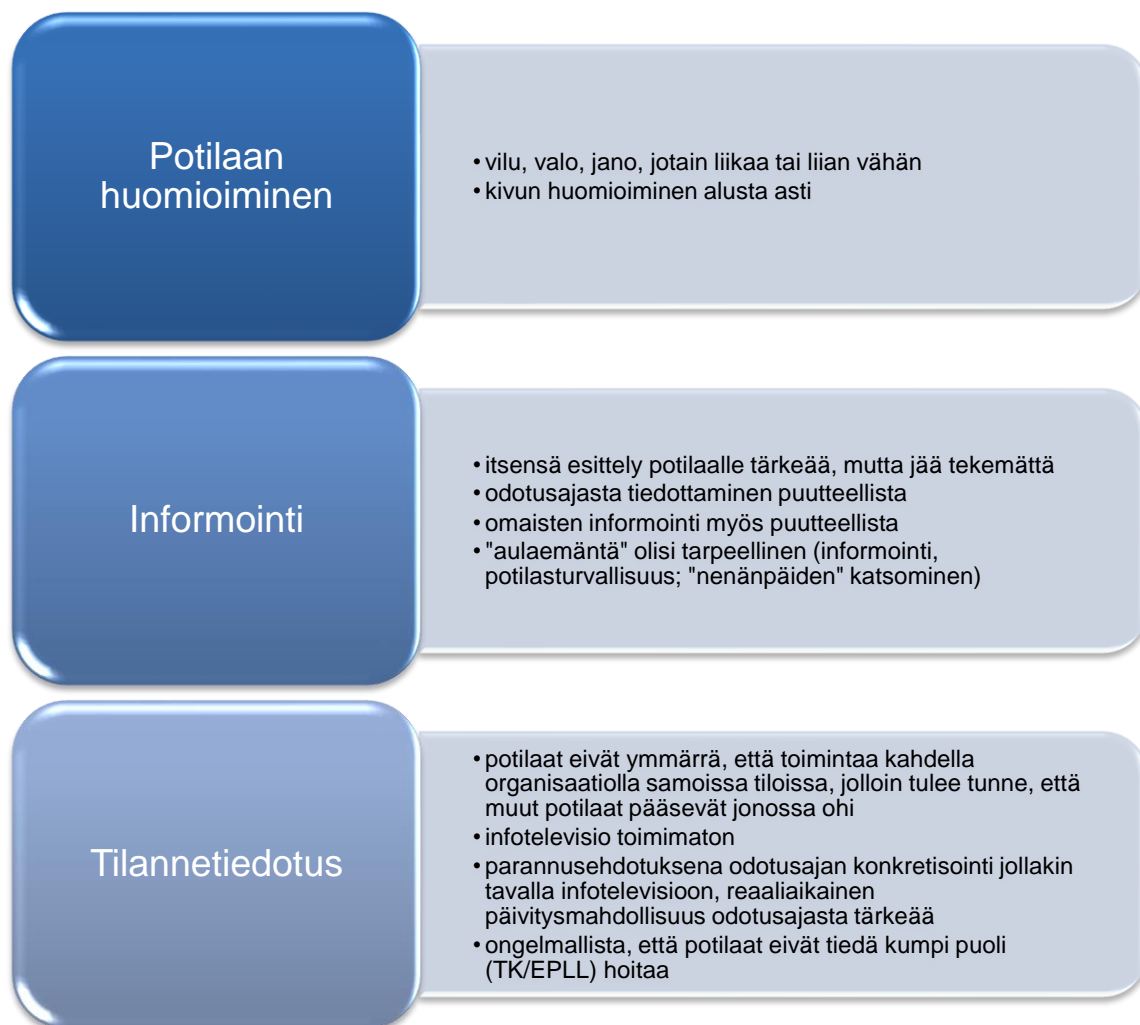 Potilaan
huomioiminen
• vilu, valo, jano, jotain liikaa tai liian vähän
• kivun huomioiminen alusta asti
Informointi
• itsensä esittely potilaalle tärkeää, mutta jää tekemättä
• odotusajasta tiedottaminen puutteellista
• omaisten informointi myös puutteellista
• "aulaemäntä" olisi tarpeellinen (informointi,
potilasturvallisuus; "nenänpäiden" katsominen)
Tilannetiedotus
• potilaat eivät ymmärrä, että toimintaa kahdella
organisaatiolla samoissa tiloissa, jolloin tulee tunne, että
muut potilaat pääsevät jonossa ohi
• infotelevisio toimimaton
• parannusehdotuksena odotusajan konkretisointi jollakin
tavalla infotelevisioon, reaaliaikainen
päivitysmahdollisuus odotusajasta tärkeää
• ongelmallista, että potilaat eivät tiedä kumpi puoli
(TK/EPLL) hoitaa